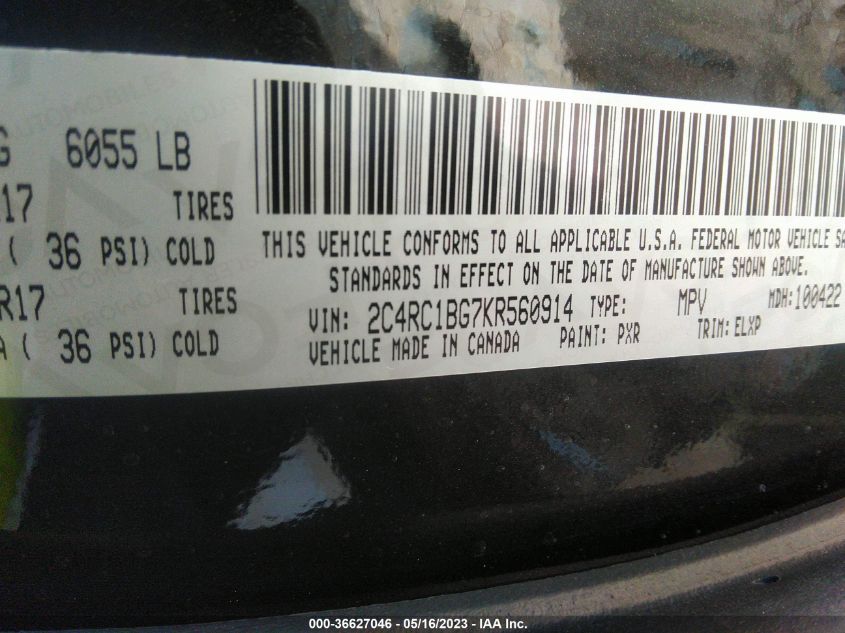 G 6055 LB
R17 TIRES
( 36 PSI) COLD
R17 TIRES
A ( 36 PSI) COLD
THIS VEHICLE CONFORMS TO ALL APPLICABLE U.S.A. FEDERAL MOTOR VEHICLE SA
STANDARDS IN EFFECT ON THE DATE OF MANUFACTURE SHOWN ABOVE.
VIN: 2C4RC1BG7KR560914 TYPE: MPV MDH:100422
VEHICLE MADE IN CANADA PAINT: PXR TRIM: ELXP
000-36627046 - 05/16/2023 - IAA Inc.